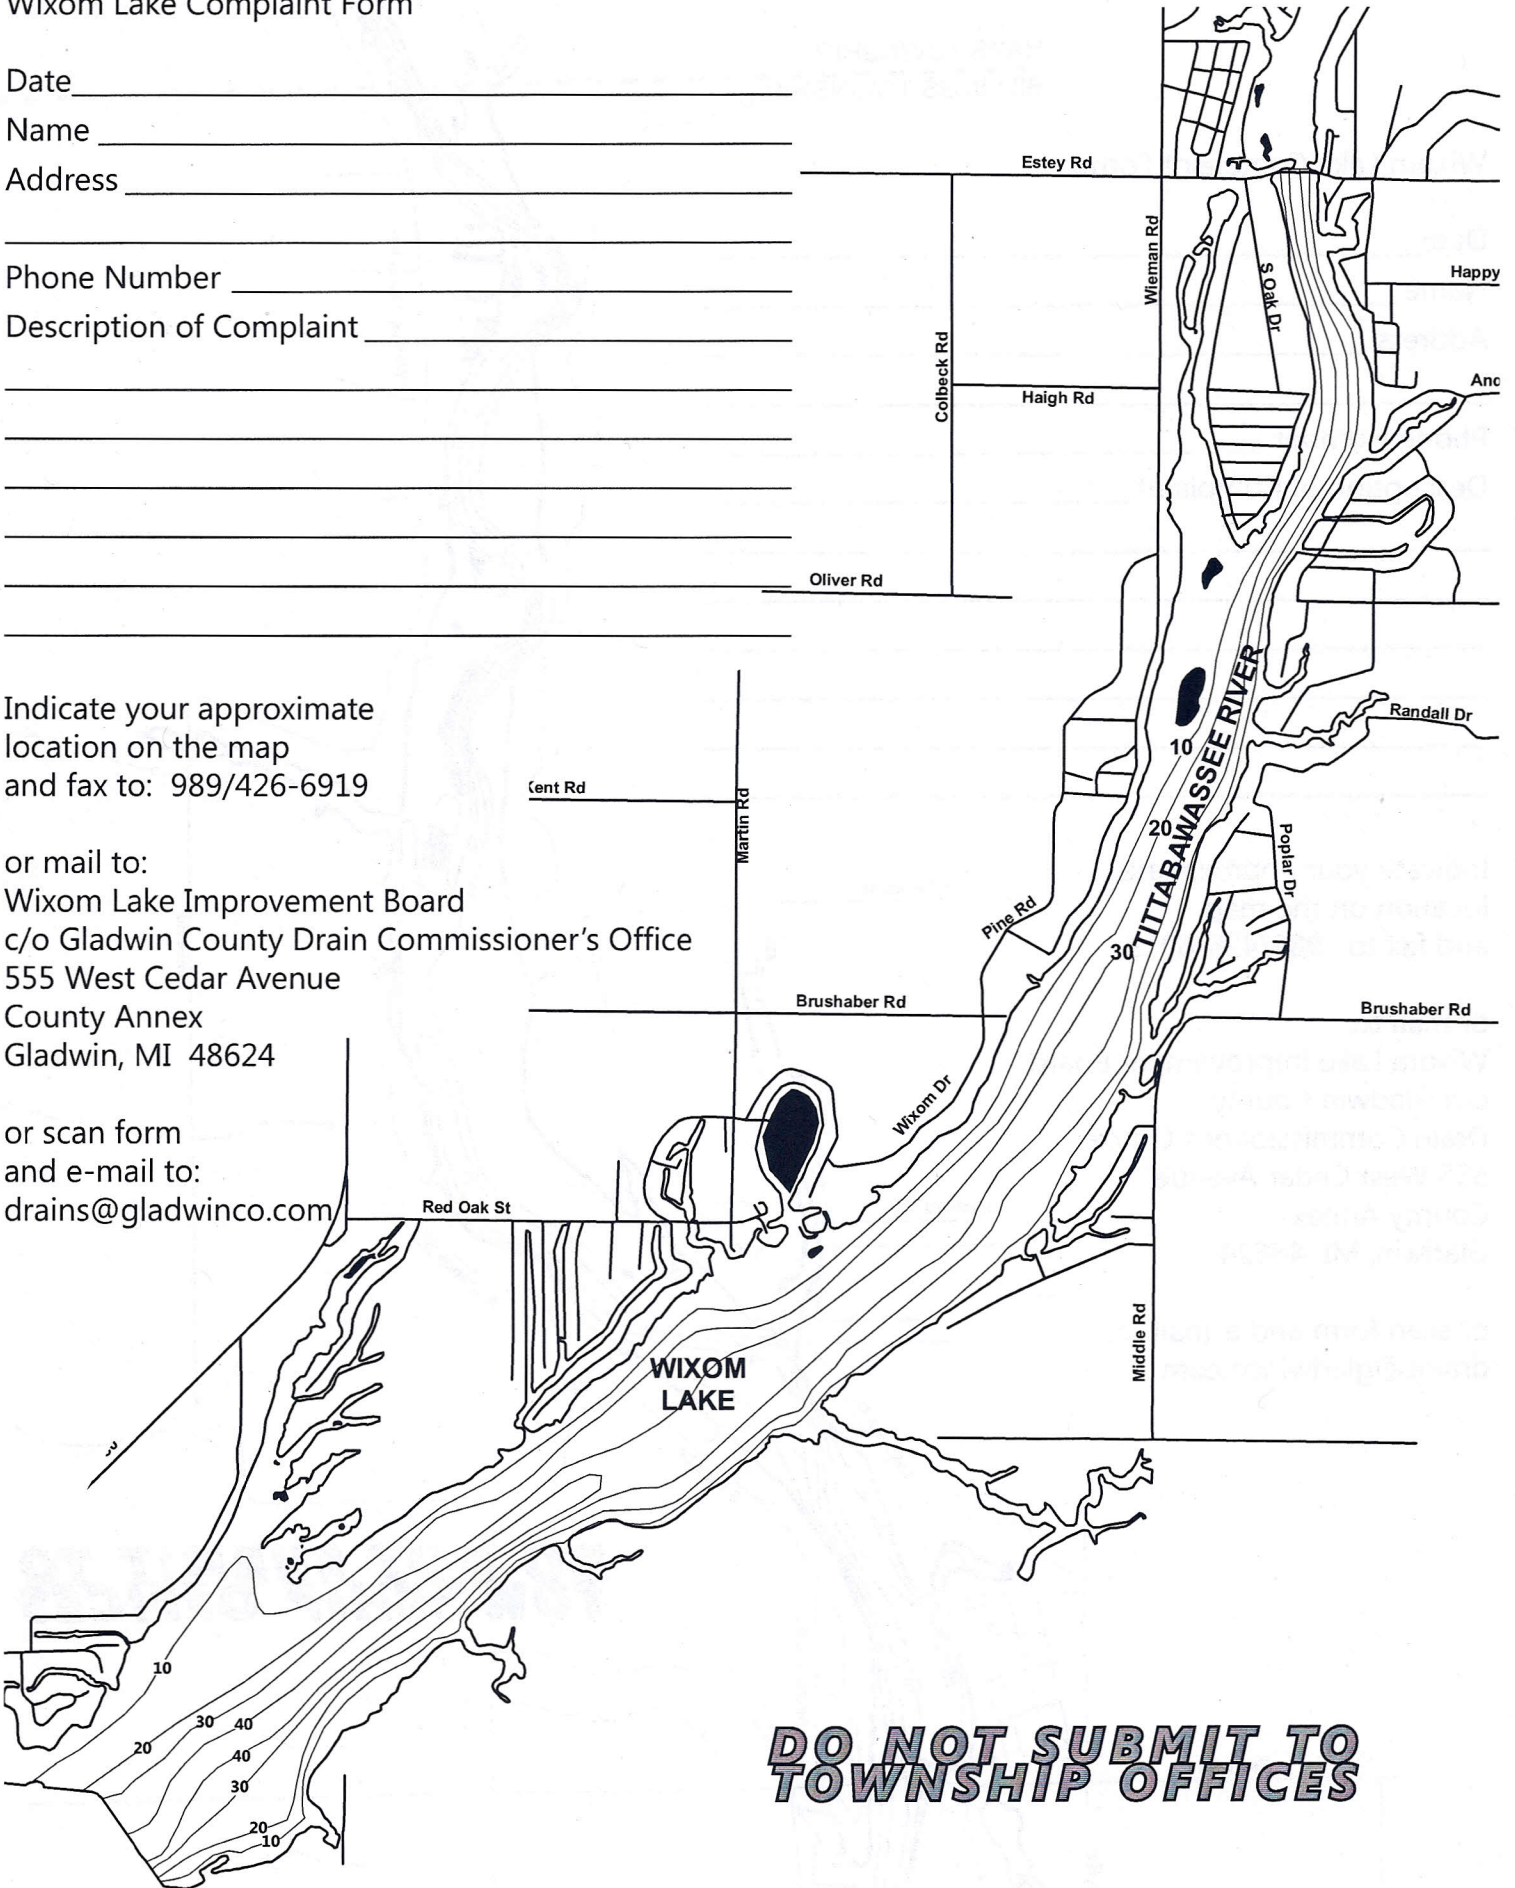 Wixom Lake Complaint Form
Date
Name
Address
Phone Number
Description of Complaint
Indicate your approximate
location on the map
and fax to: 989/426-6919
or mail to:
Wixom Lake Improvement Board
c/o Gladwin County Drain Commissioner's Office
555 West Cedar Avenue
County Annex
Gladwin, MI 48624
or scan form
and e-mail to:
drains@gladwinco.com
Estey Rd
Wieman Rd
S Oak Dr
Happy
Colbeck Rd
Haigh Rd
Oliver Rd
Randall Dr
TITTABAWASSEE RIVER
10
20
30
Kent Rd
Martin Rd
Poplar Dr
Pine Rd
Brushaber Rd
Brushaber Rd
Wixom Dr
Red Oak St
Middle Rd
WIXOM
LAKE
10
30
40
20
40
30
20
10
DO NOT SUBMIT TO
TOWNSHIP OFFICES